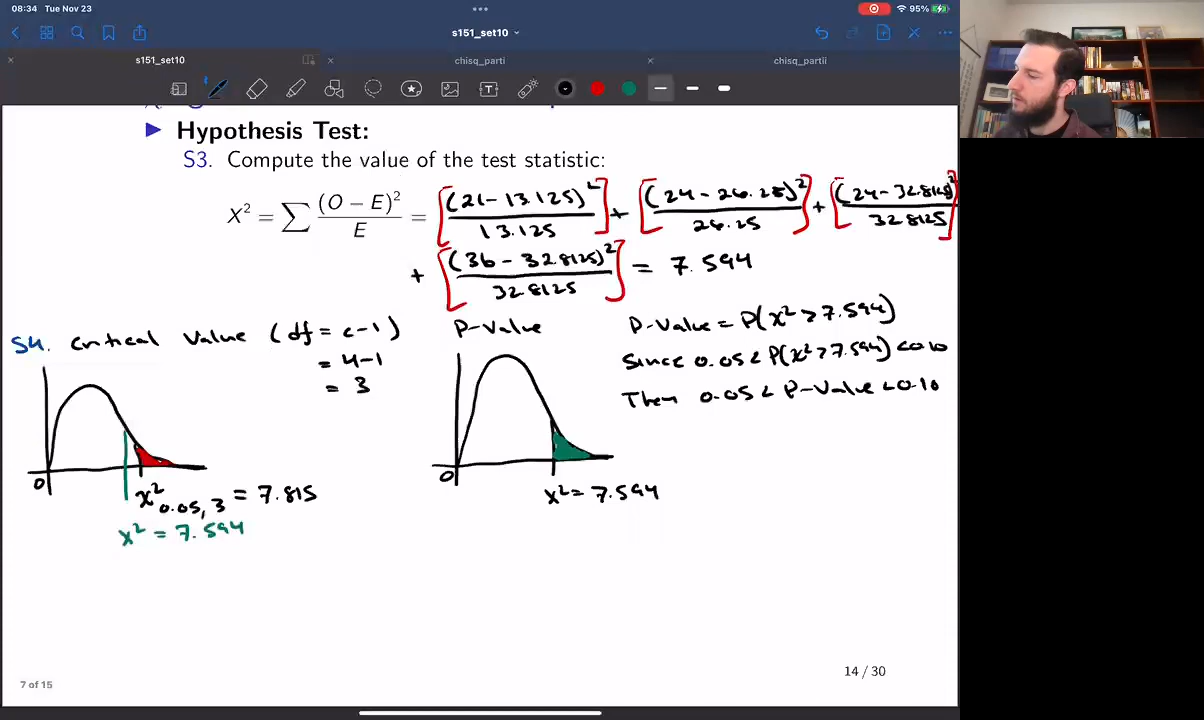 08:34 Tue Nov 23
95%
s151_set10
s151_set10
chisq_parti
chisq_partii
Hypothesis Test:
S3. Compute the value of the test statistic:
X² = ∑ (O − E)² / E = [(21 - 13.125)² / 13.125] + [(24 - 26.25)² / 26.25] + [(24 - 32.8125)² / 32.8125]
+ [(36 - 32.8125)² / 32.8125] = 7.594
S4. Critical Value (df = c-1)
= 4-1
= 3
0
X²0.05, 3 = 7.815
X² = 7.594
P-Value
0
X² = 7.594
P-Value = P(X² > 7.594)
Since 0.05 < P(X² > 7.594) < 0.10
Then 0.05 < P-Value < 0.10
14 / 30
7 of 15